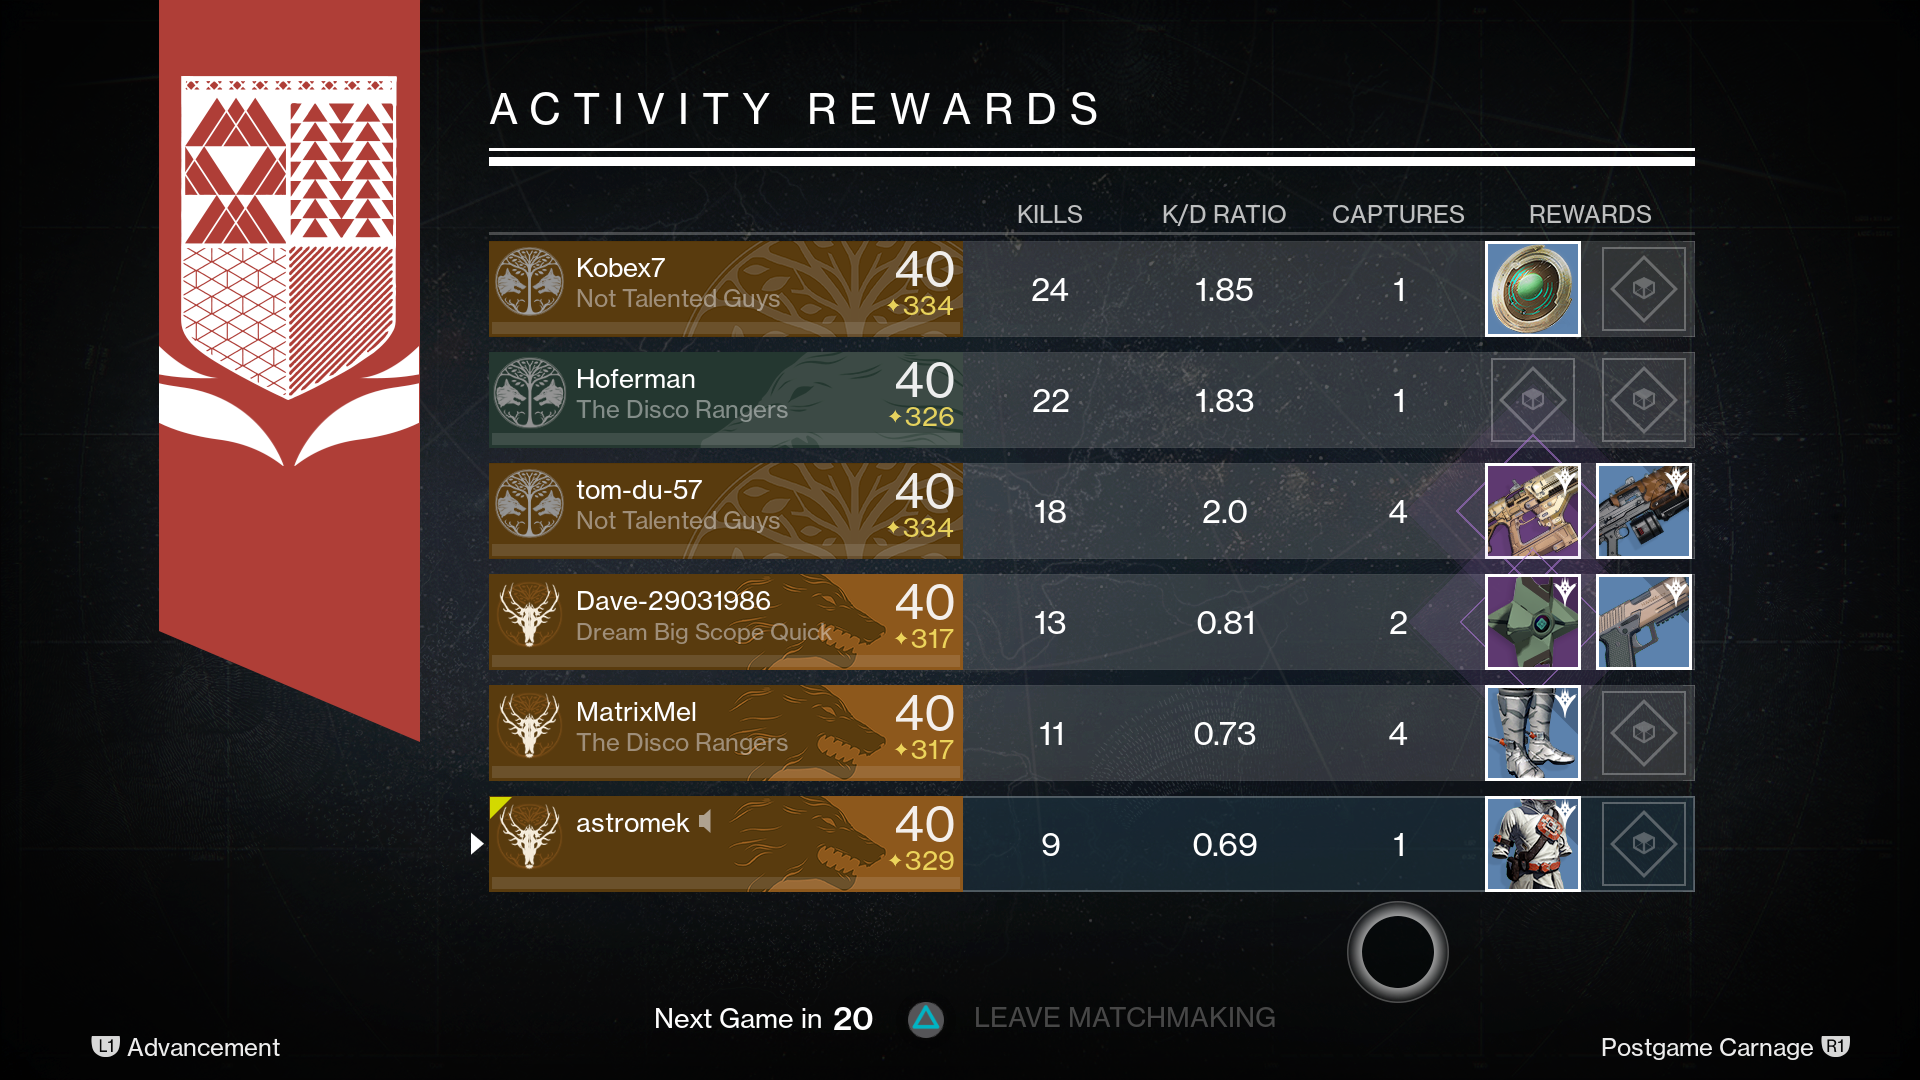 ACTIVITY REWARDS
KILLS K/D RATIO CAPTURES REWARDS
Kobex7 40 24 1.85 1
Not Talented Guys 334
Hoferman 40 22 1.83 1
The Disco Rangers 326
tom-du-57 40 18 2.0 4
Not Talented Guys 334
Dave-29031986 40 13 0.81 2
Dream Big Scope Quick 317
MatrixMel 40 11 0.73 4
The Disco Rangers 317
astromek 40 9 0.69 1
329
Next Game in 20 LEAVE MATCHMAKING
L1 Advancement Postgame Carnage R1